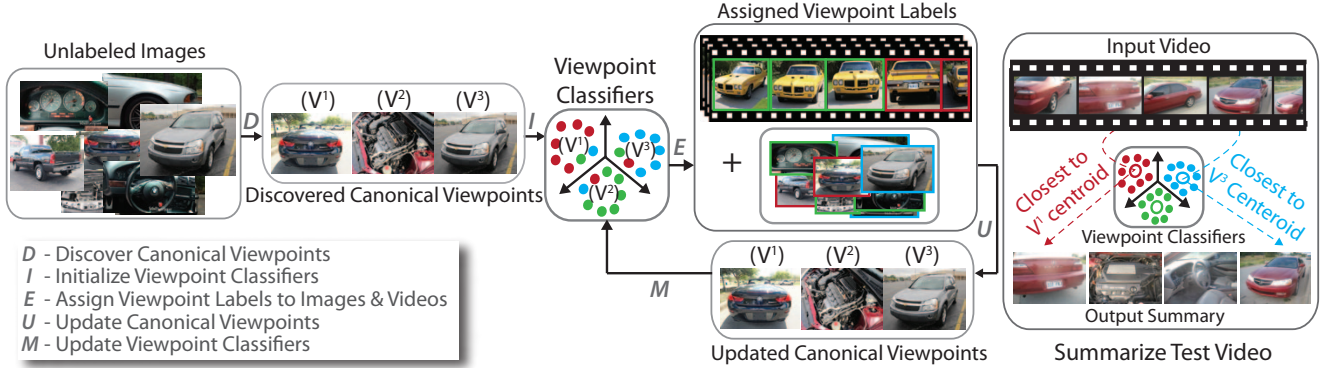 Unlabeled Images
D
(V¹) (V²) (V³)
Discovered Canonical Viewpoints
I
Viewpoint
Classifiers
(V¹)
(V³)
(V²)
E
Assigned Viewpoint Labels
+
U
(V¹) (V²) (V³)
Updated Canonical Viewpoints
M
D - Discover Canonical Viewpoints
I - Initialize Viewpoint Classifiers
E - Assign Viewpoint Labels to Images & Videos
U - Update Canonical Viewpoints
M - Update Viewpoint Classifiers
Input Video
Closest to
V¹ centroid
Closest to
V³ Centeroid
Viewpoint Classifiers
Output Summary
Summarize Test Video